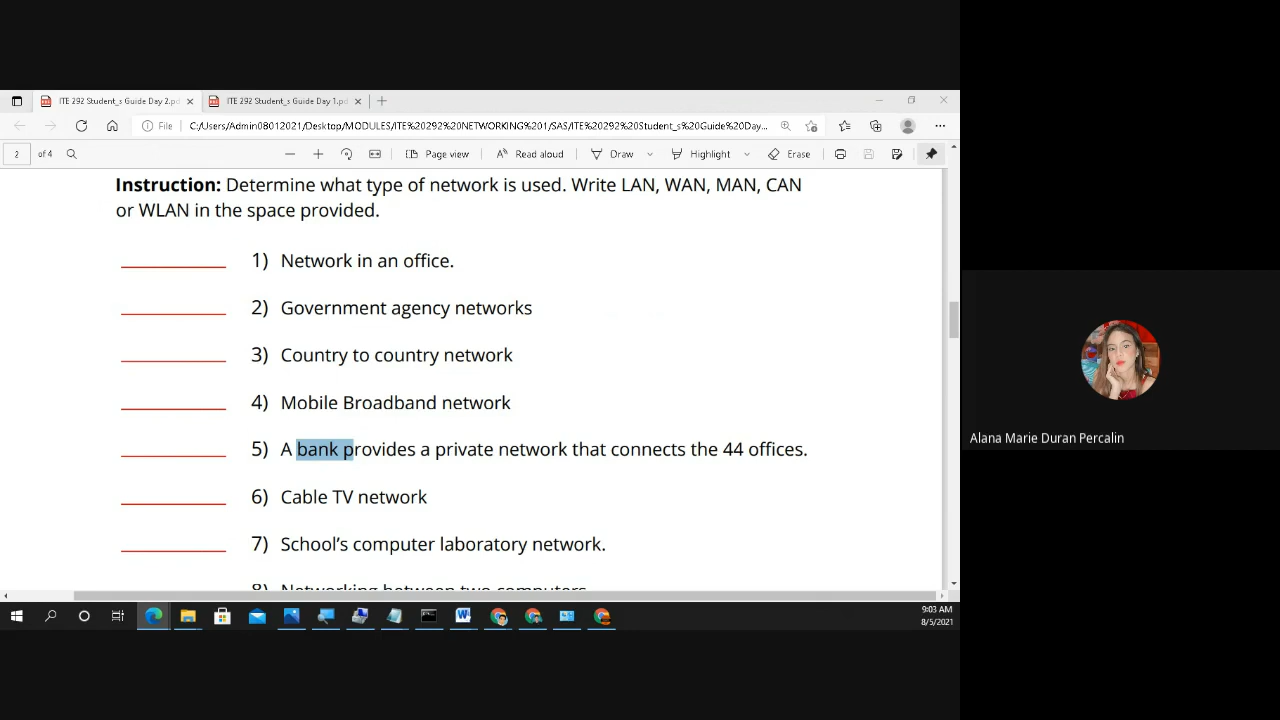 ITE 292 Student_s Guide Day 2.pd
ITE 292 Student_s Guide Day 1.pd
File
C:/Users/Admin08012021/Desktop/MODULES/ITE%20292%20NETWORKING%201/SAS/ITE%20292%20Student_s%20Guide%20Day...
2 of 4
Page view
Read aloud
Draw
Highlight
Erase
Instruction: Determine what type of network is used. Write LAN, WAN, MAN, CAN
or WLAN in the space provided.
1) Network in an office.
2) Government agency networks
3) Country to country network
4) Mobile Broadband network
5) A bank provides a private network that connects the 44 offices.
6) Cable TV network
7) School's computer laboratory network.
8) Networking between two computers
Alana Marie Duran Percalin
9:03 AM
8/5/2021